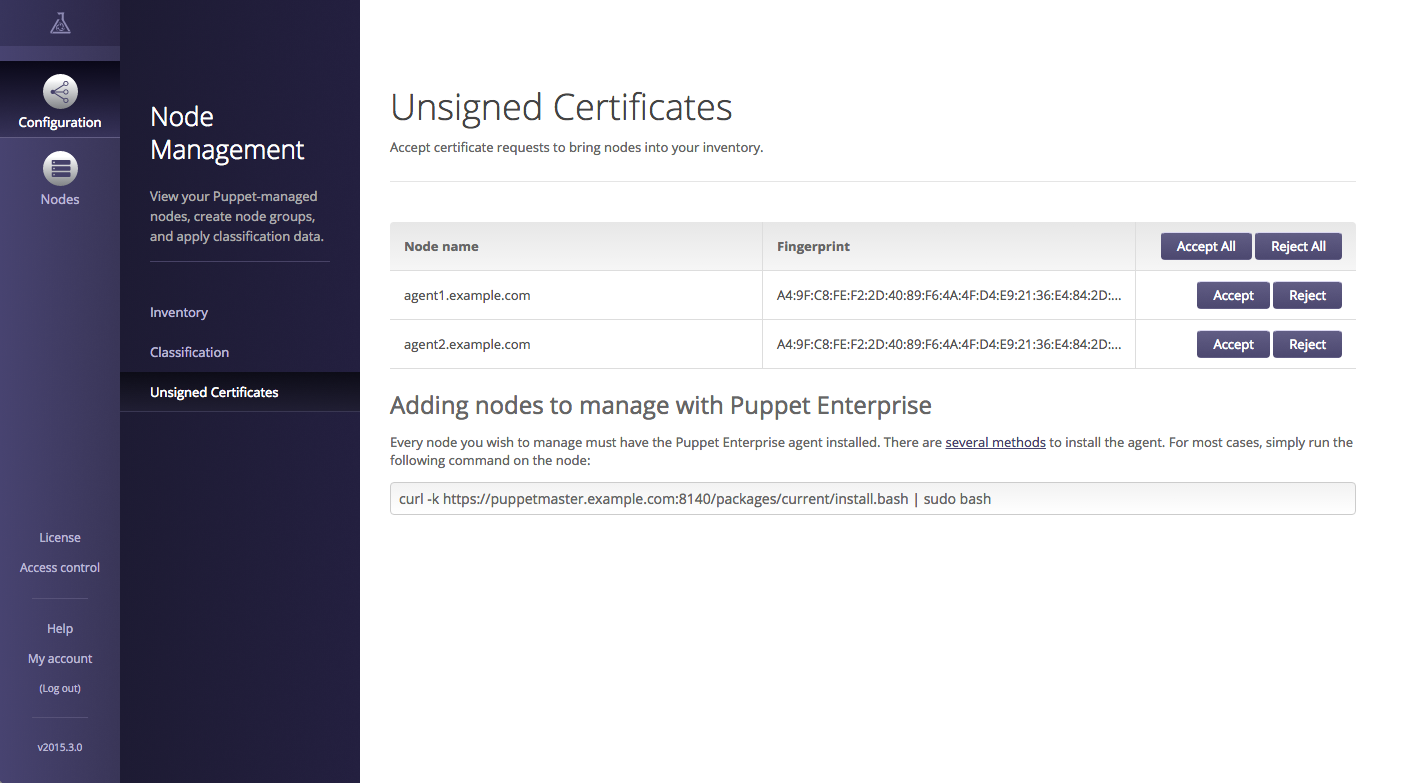 Configuration
Nodes
License
Access control
Help
My account
(Log out)
v2015.3.0
Node
Management
View your Puppet-managed
nodes, create node groups,
and apply classification data.
Inventory
Classification
Unsigned Certificates
Unsigned Certificates
Accept certificate requests to bring nodes into your inventory.
Node name Fingerprint Accept All Reject All
agent1.example.com A4:9F:C8:FE:F2:2D:40:89:F6:4A:4F:D4:E9:21:36:E4:84:2D:... Accept Reject
agent2.example.com A4:9F:C8:FE:F2:2D:40:89:F6:4A:4F:D4:E9:21:36:E4:84:2D:... Accept Reject
Adding nodes to manage with Puppet Enterprise
Every node you wish to manage must have the Puppet Enterprise agent installed. There are several methods to install the agent. For most cases, simply run the
following command on the node:
curl -k https://puppetmaster.example.com:8140/packages/current/install.bash | sudo bash